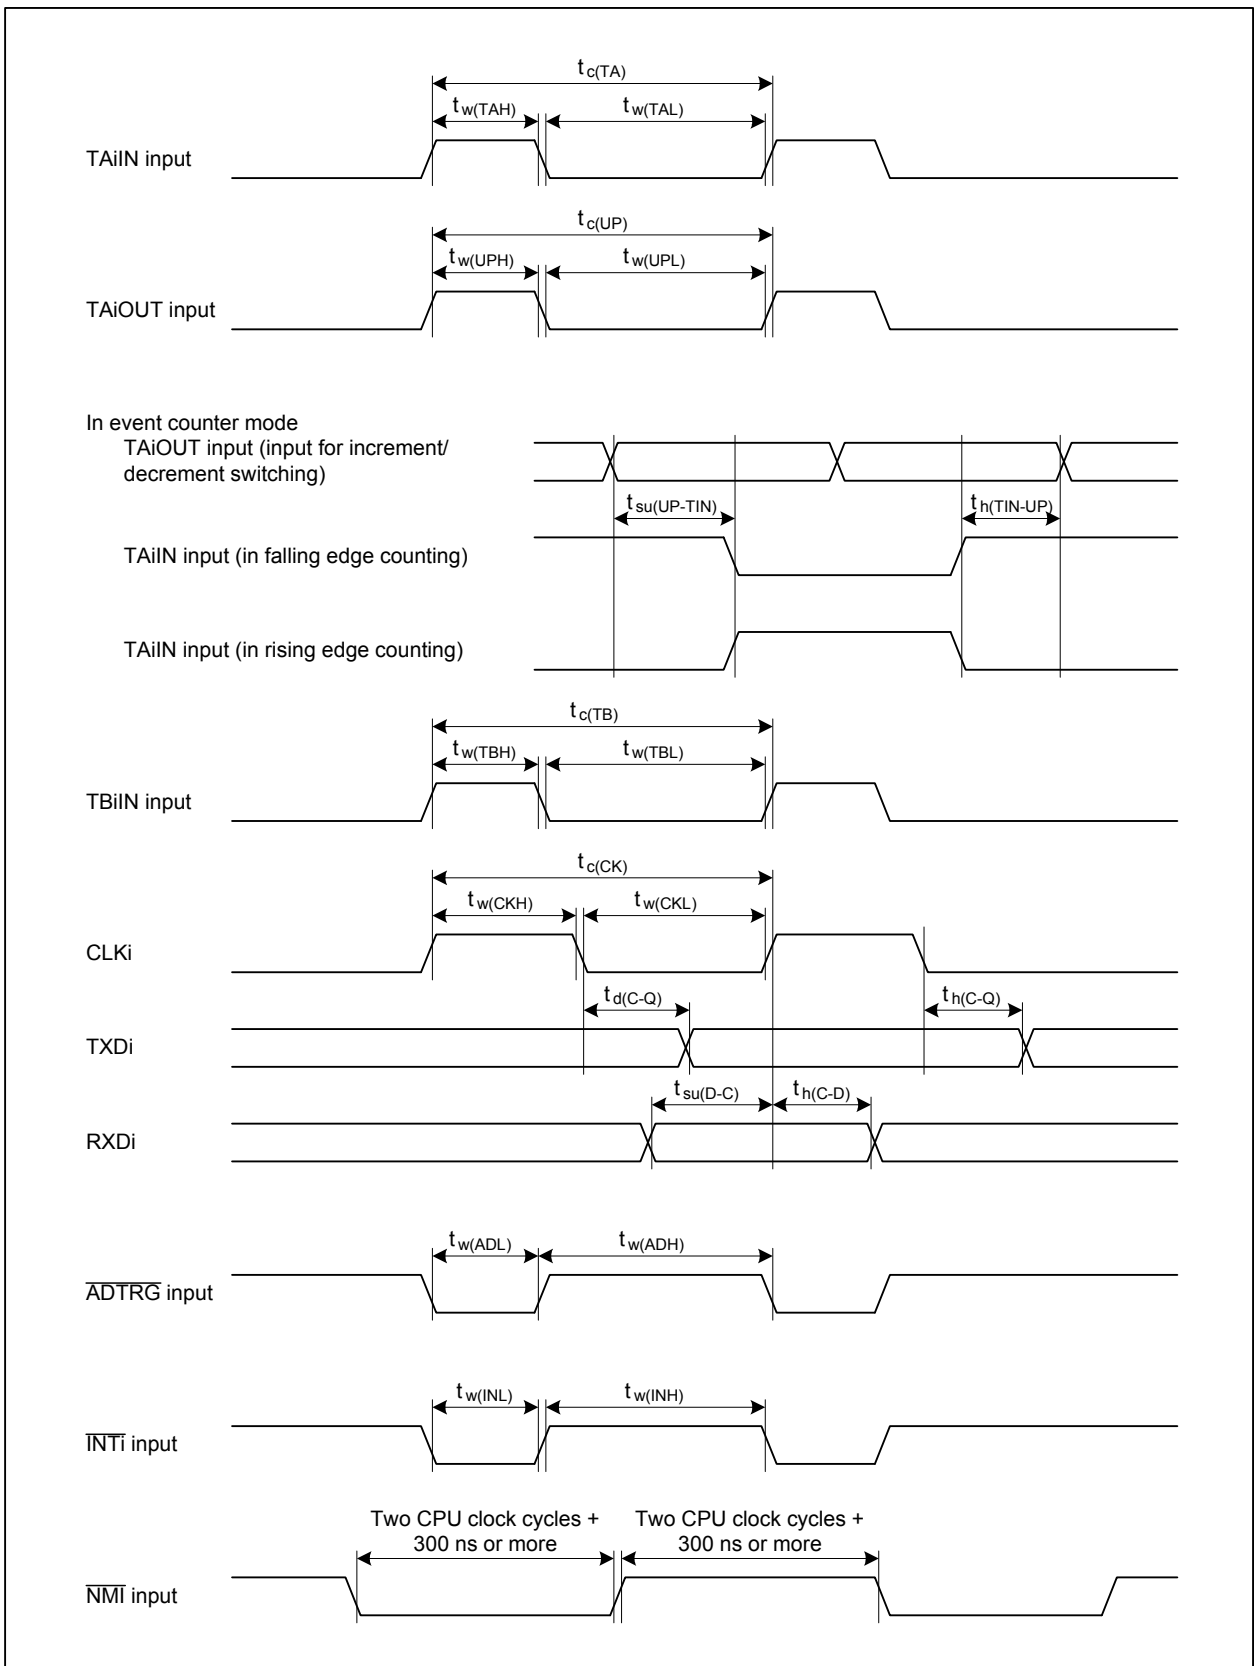 tc(TA)
tw(TAH) tw(TAL)
TAiIN input
tc(UP)
tw(UPH) tw(UPL)
TAiOUT input
In event counter mode
TAiOUT input (input for increment/
decrement switching)
tsu(UP-TIN) th(TIN-UP)
TAiIN input (in falling edge counting)
TAiIN input (in rising edge counting)
tc(TB)
tw(TBH) tw(TBL)
TBiIN input
tc(CK)
tw(CKH) tw(CKL)
CLKi
td(C-Q) th(C-Q)
TXDi
tsu(D-C) th(C-D)
RXDi
tw(ADL) tw(ADH)
ADTRG input
tw(INL) tw(INH)
INTi input
Two CPU clock cycles + Two CPU clock cycles +
300 ns or more 300 ns or more
NMI input